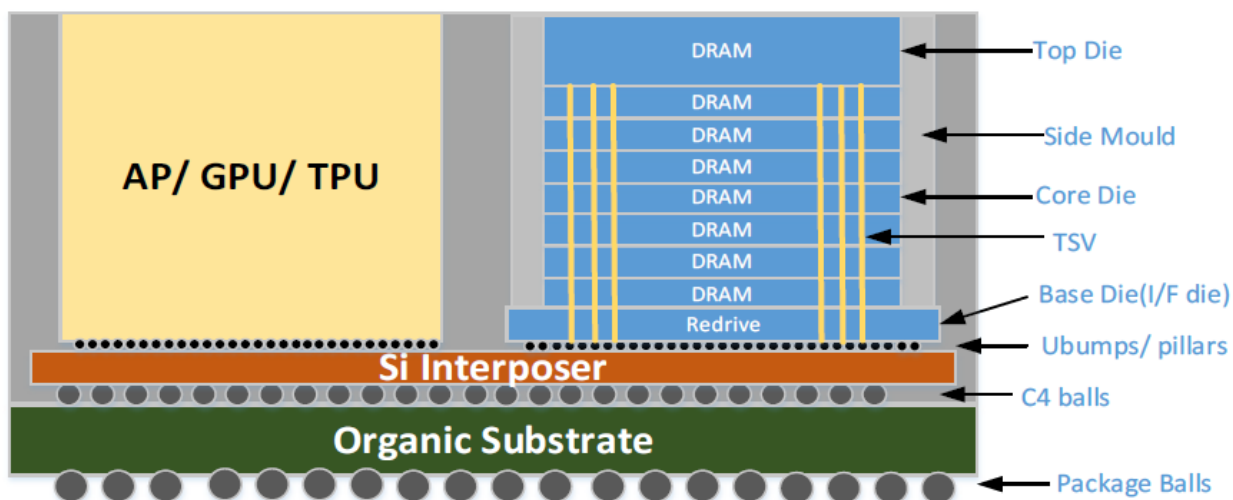 DRAM
Top Die
DRAM
DRAM
Side Mould
AP/ GPU/ TPU
DRAM
DRAM
Core Die
DRAM
TSV
DRAM
DRAM
Base Die(I/F die)
Redrive
Ubumps/ pillars
Si Interposer
C4 balls
Organic Substrate
Package Balls